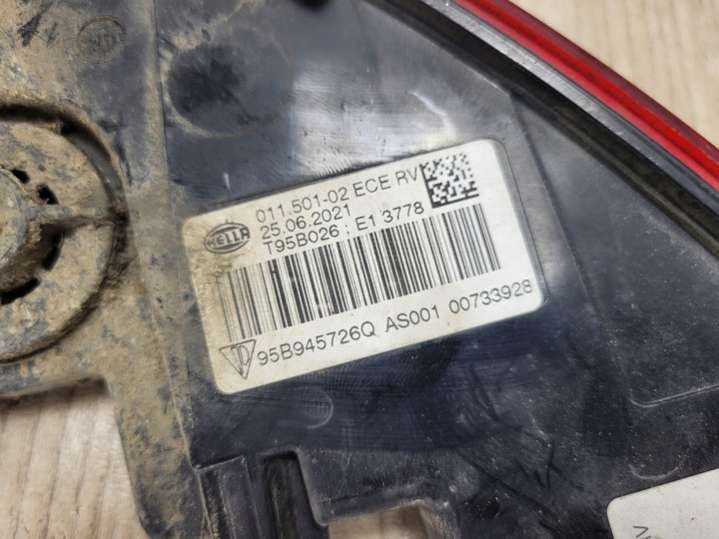 HELLA
011.501-02 ECE RV
25.06.2021
T95B026 : E1 3778
95B945726Q AS001 00733928